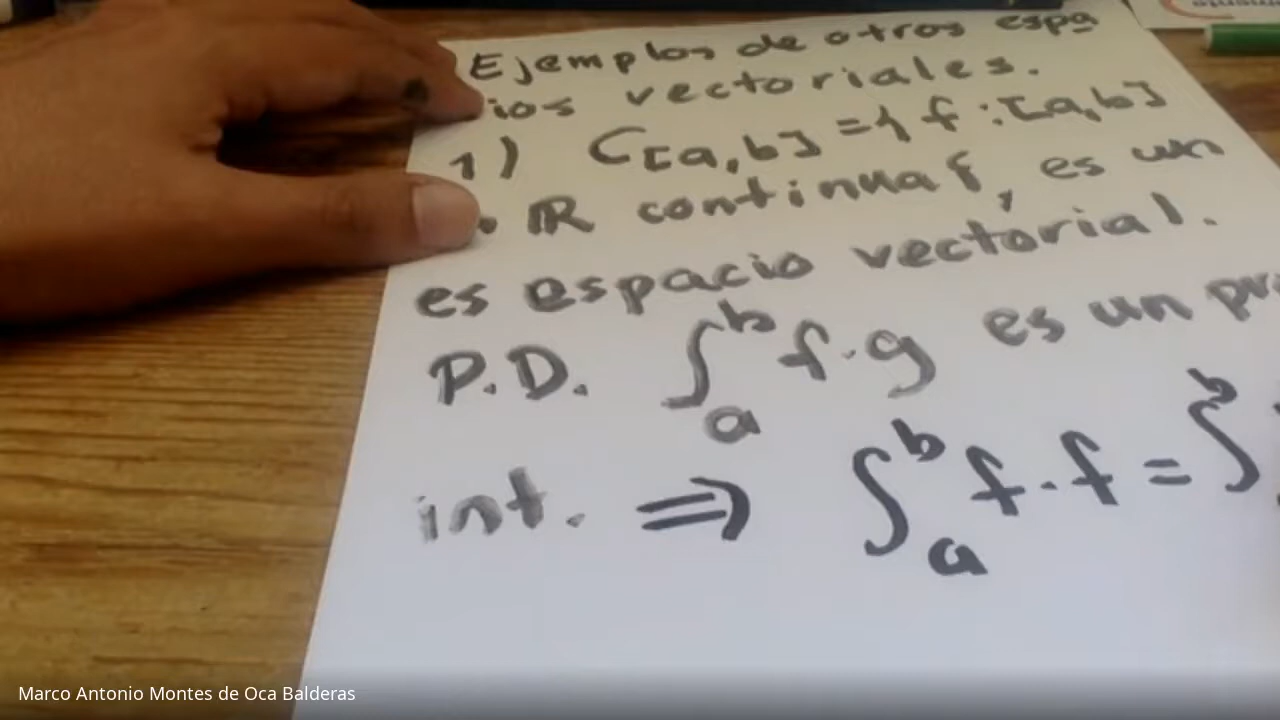 Ejemplos de otros espa
ios vectoriales.
1) C[a,b] = { f : [a,b]
. ℝ continua }, es un
es espacio vectorial.
P.D. ∫ₐᵇ f·g es un pr
int. ⇒ ∫ₐᵇ f·f = ∫ᵇ
Marco Antonio Montes de Oca Balderas